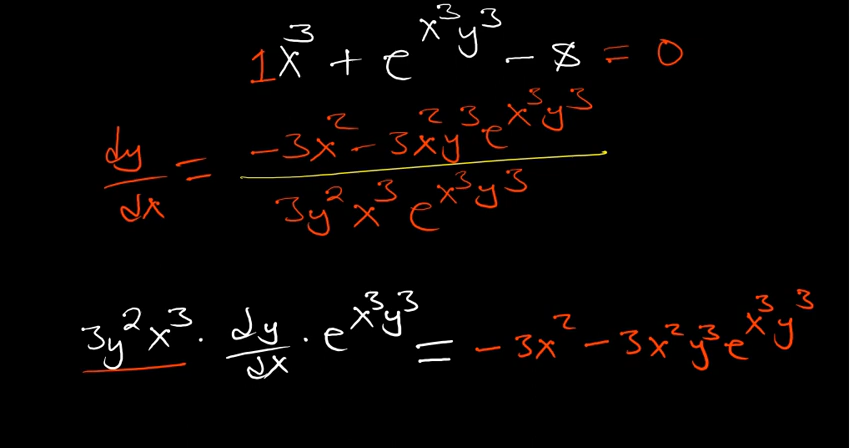 1x³ + e^(x³y³) - 8 = 0
dy/dx = (-3x² - 3x²y³e^(x³y³))/(3y²x³e^(x³y³))
3y²x³ · dy/dx · e^(x³y³) = -3x² - 3x²y³e^(x³y³)